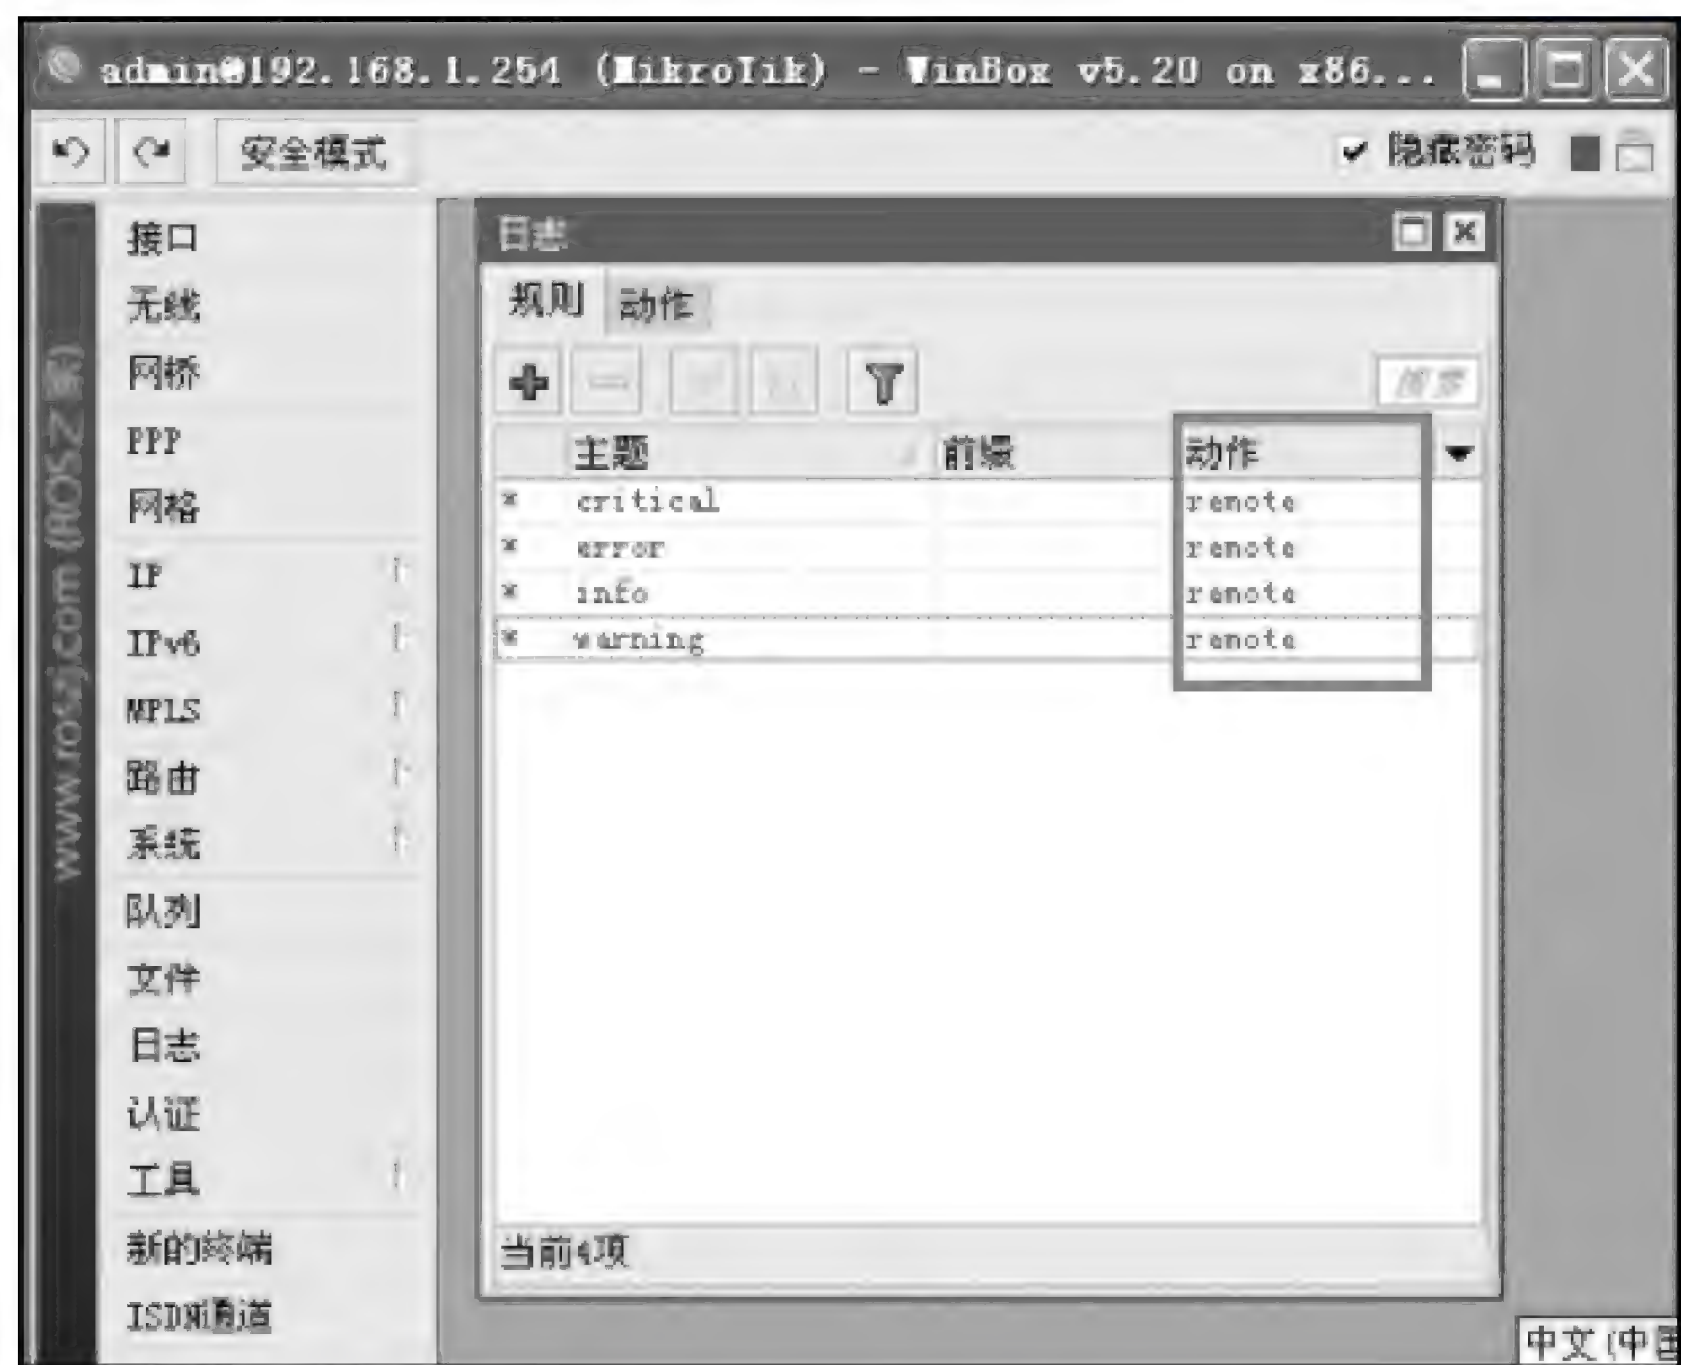 admin@192.168.1.254 (MikroTik) - WinBox v5.20 on x86...
安全模式
隐藏密码
www.roszj.com (ROS之家)
接口
无线
网桥
PPP
网格
IP
IPv6
MPLS
路由
系统
队列
文件
日志
认证
工具
新的终端
ISDN通道
日志
规则 动作
主题 前缀 动作
* critical remote
* error remote
* info remote
* warning remote
当前4项
中文(中国